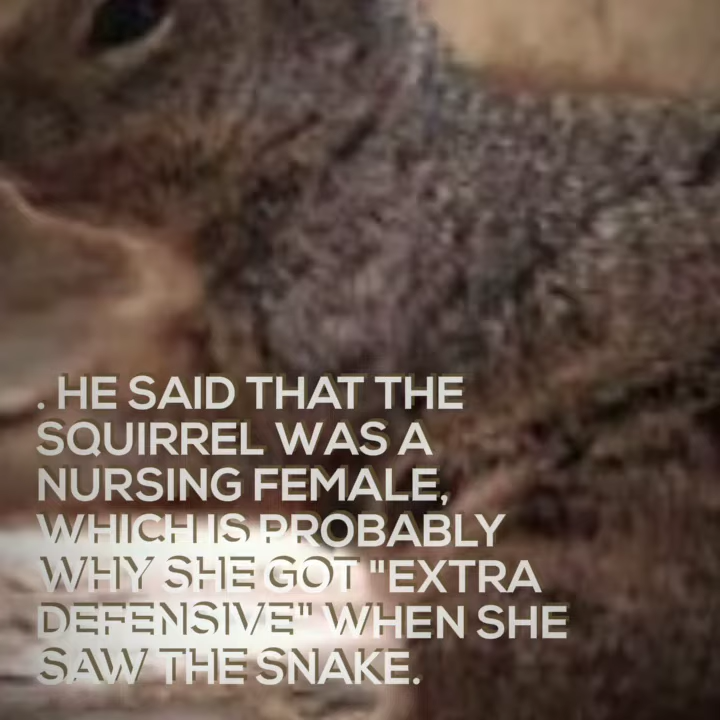 . HE SAID THAT THE
SQUIRREL WAS A
NURSING FEMALE,
WHICH IS PROBABLY
WHY SHE GOT "EXTRA
DEFENSIVE" WHEN SHE
SAW THE SNAKE.